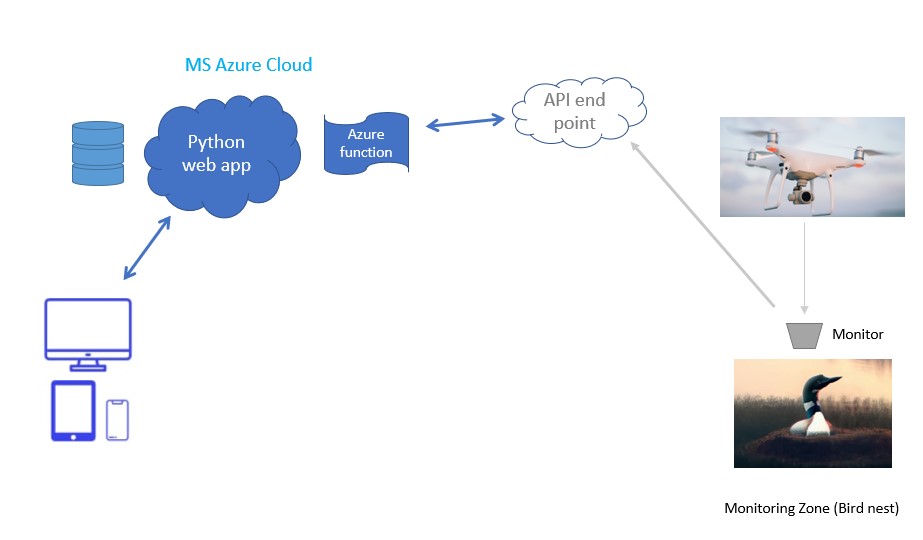 MS Azure Cloud
Python
web app
Azure
function
API end
point
Monitor
Monitoring Zone (Bird nest)